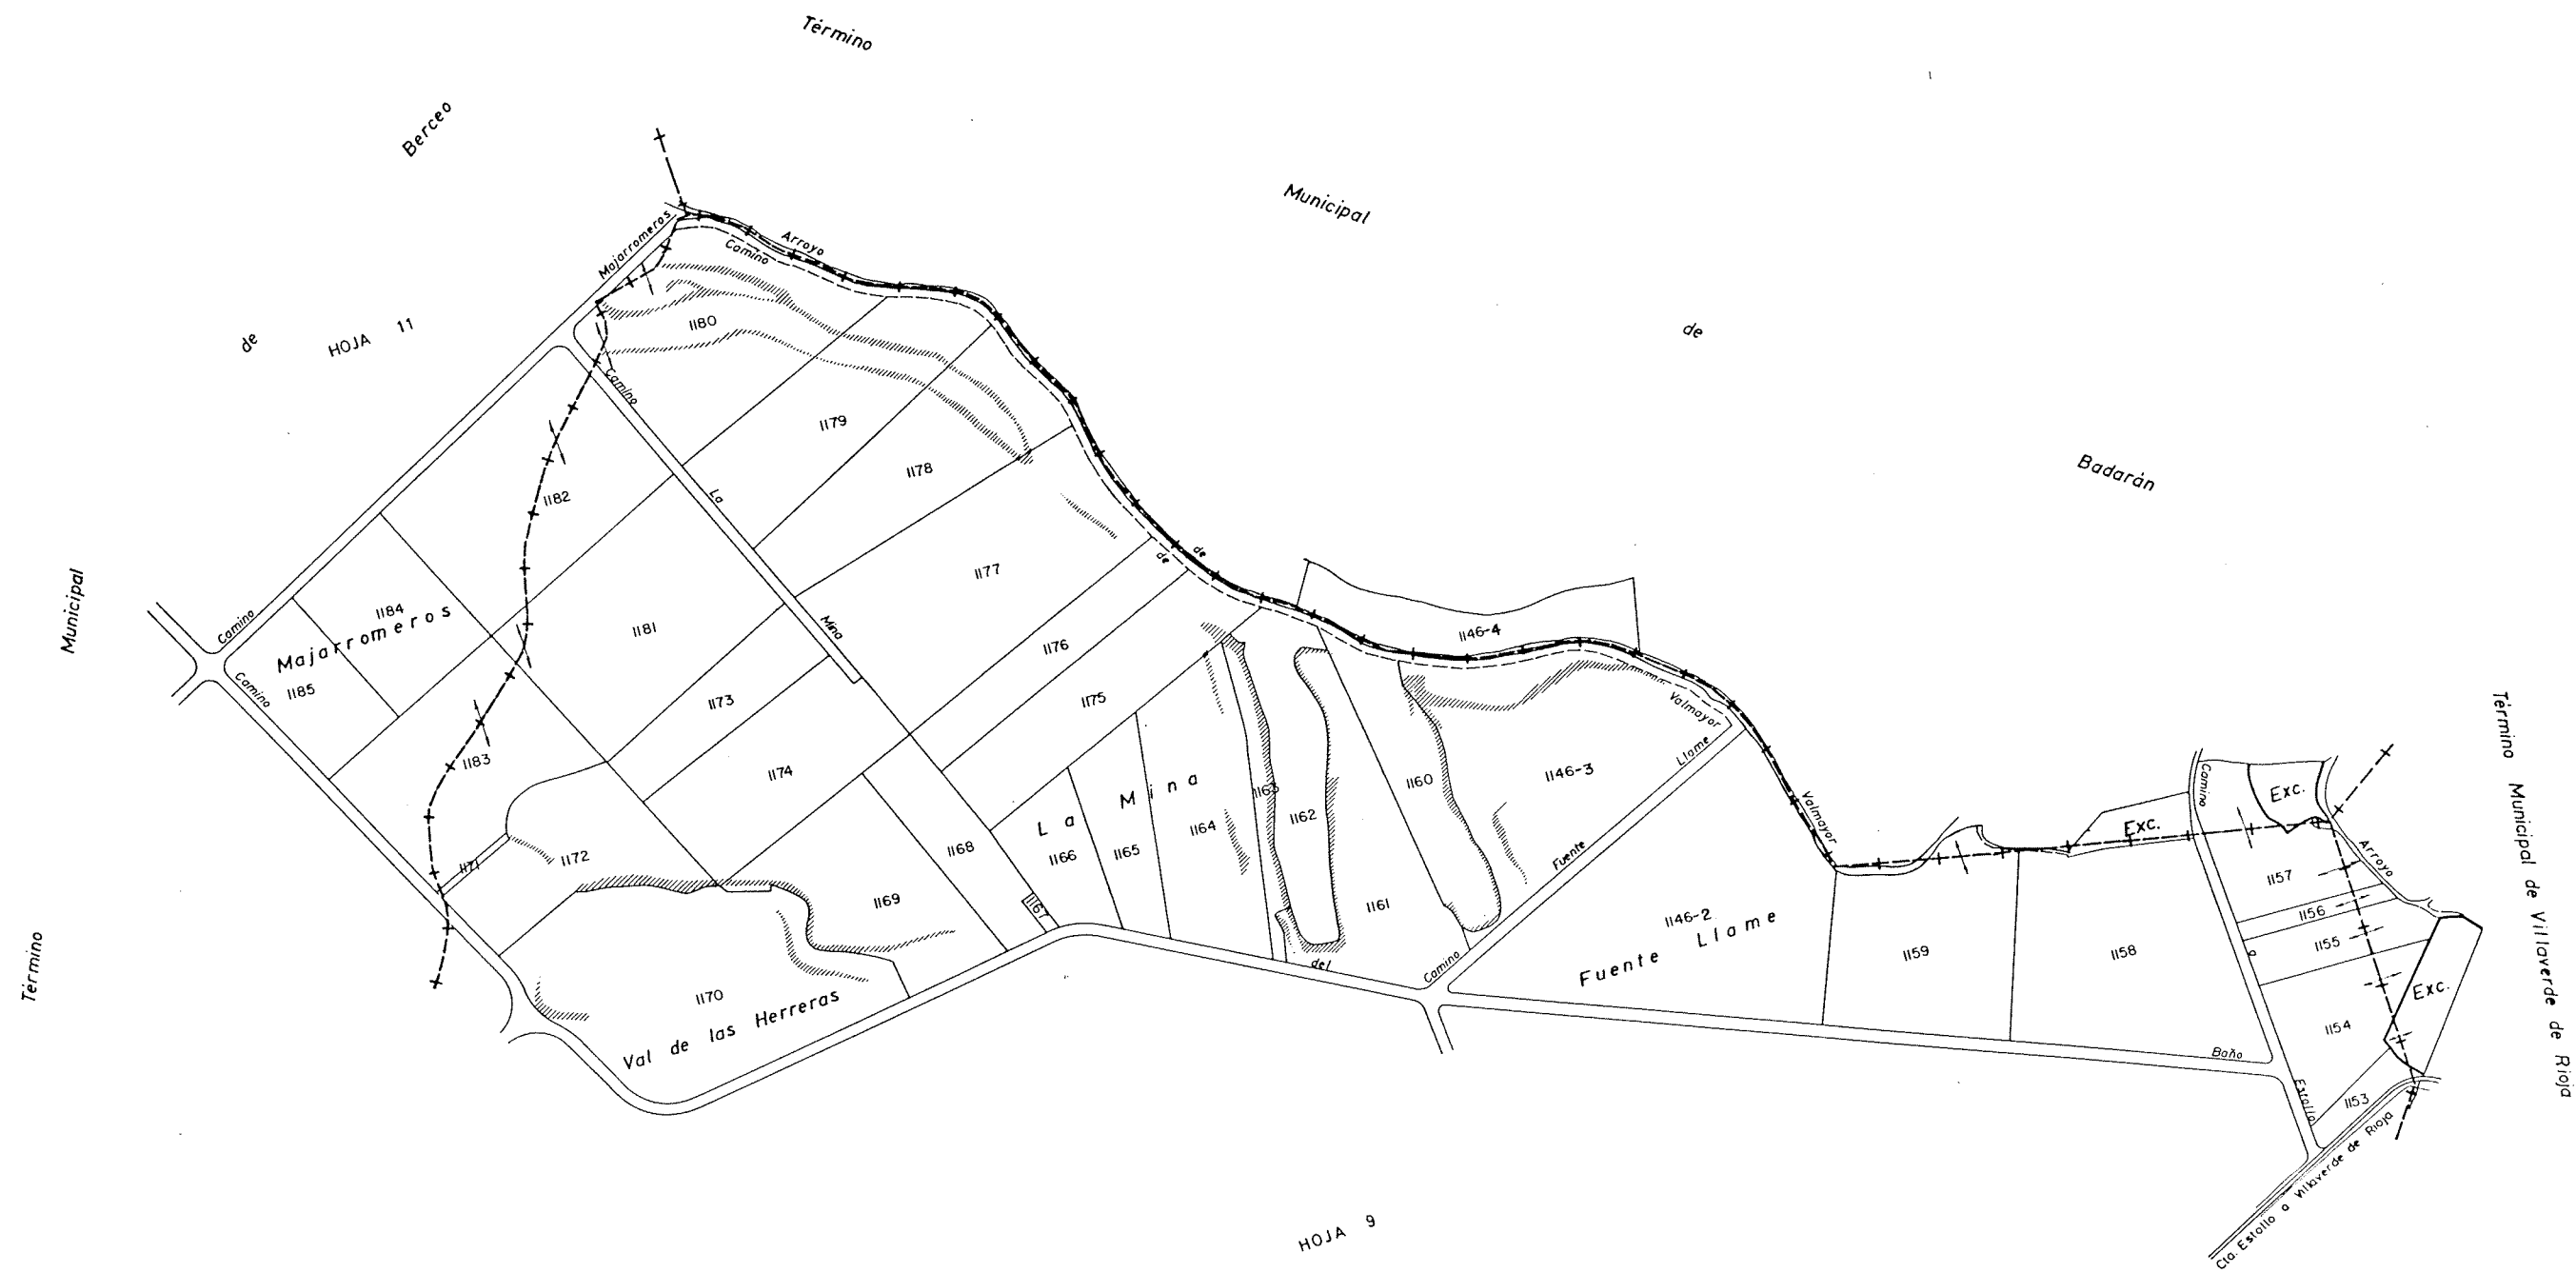 Término
Municipal
de
Badarán
Término
Municipal
de
Berceo
HOJA 11
Majarromeros
Camino
Arroyo
Camino
1180
Camino
1179
1178
La
1182
1177
de
de
Mina
1184
Majarromeros
1185
Camino
1181
1176
1146-4
1173
1175
1183
1174
La Mina
1163
1162
1160
1146-3
Valmayor
Llame
Fuente
Camino
Valmayor
1171
1172
1168
1166
1165
1164
1169
1167
1161
del
1170
Val de las Herreras
1146-2
Fuente Llame
1159
1158
Exc.
Camino
Exc.
Arroyo
1157
1156
1155
a
1154
Exc.
1153
Baño
Estollo
Cta. Estollo a Villaverde de Rioja
Término Municipal de Villaverde de Rioja
HOJA 9